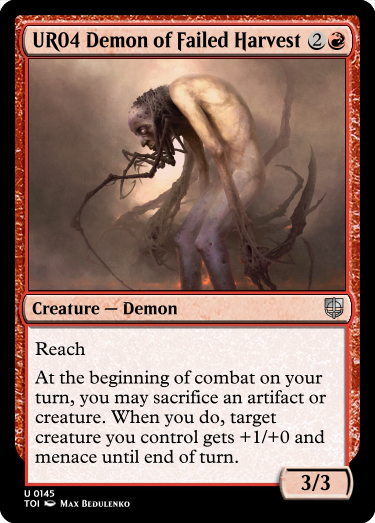 UR04 Demon of Failed Harvest 2
Creature — Demon
Reach
At the beginning of combat on your
turn, you may sacrifice an artifact or
creature. When you do, target
creature you control gets +1/+0 and
menace until end of turn.
3/3
U 0145
TOI Max Bedulenko